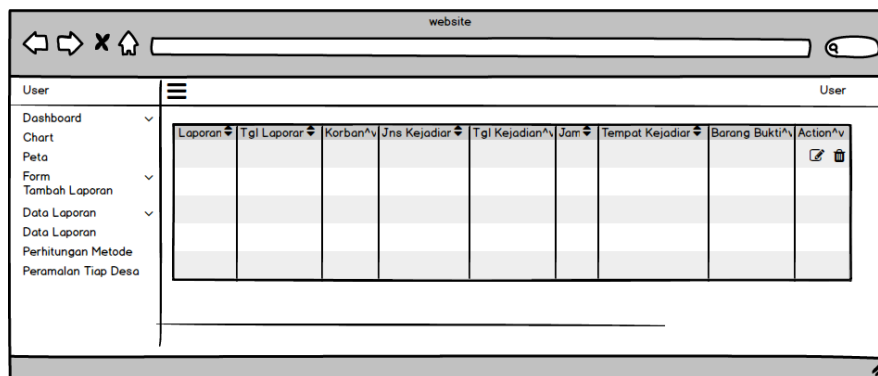 website
User
User
Dashboard
Chart
Peta
Form
Tambah Laporan
Data Laporan
Data Laporan
Perhitungan Metode
Peramalan Tiap Desa
Laporan Tgl Laporar Korban^v Jns Kejadiar Tgl Kejadian^v Jam Tempat Kejadiar Barang Bukti^v Action^v